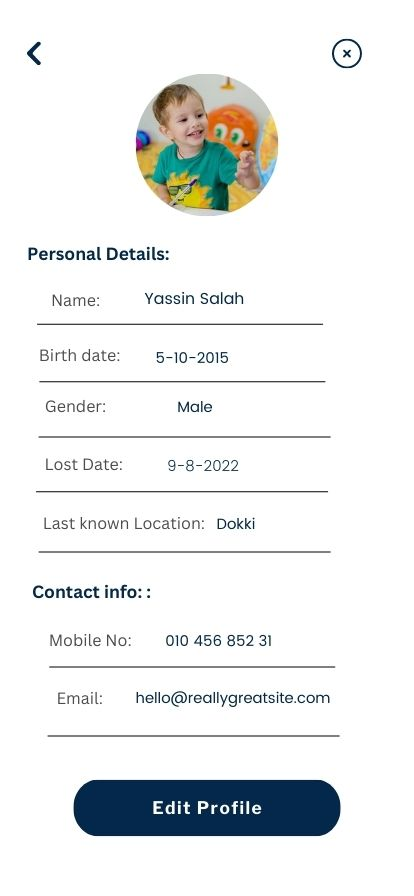 Personal Details:
Name: Yassin Salah
Birth date: 5-10-2015
Gender: Male
Lost Date: 9-8-2022
Last known Location: Dokki
Contact info: :
Mobile No: 010 456 852 31
Email: hello@reallygreatsite.com
Edit Profile